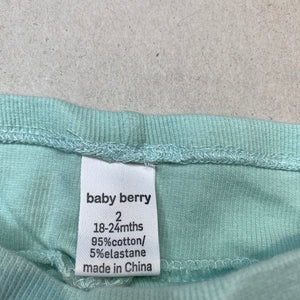 baby berry
2
18-24mths
95%cotton/
5%elastane
made in China